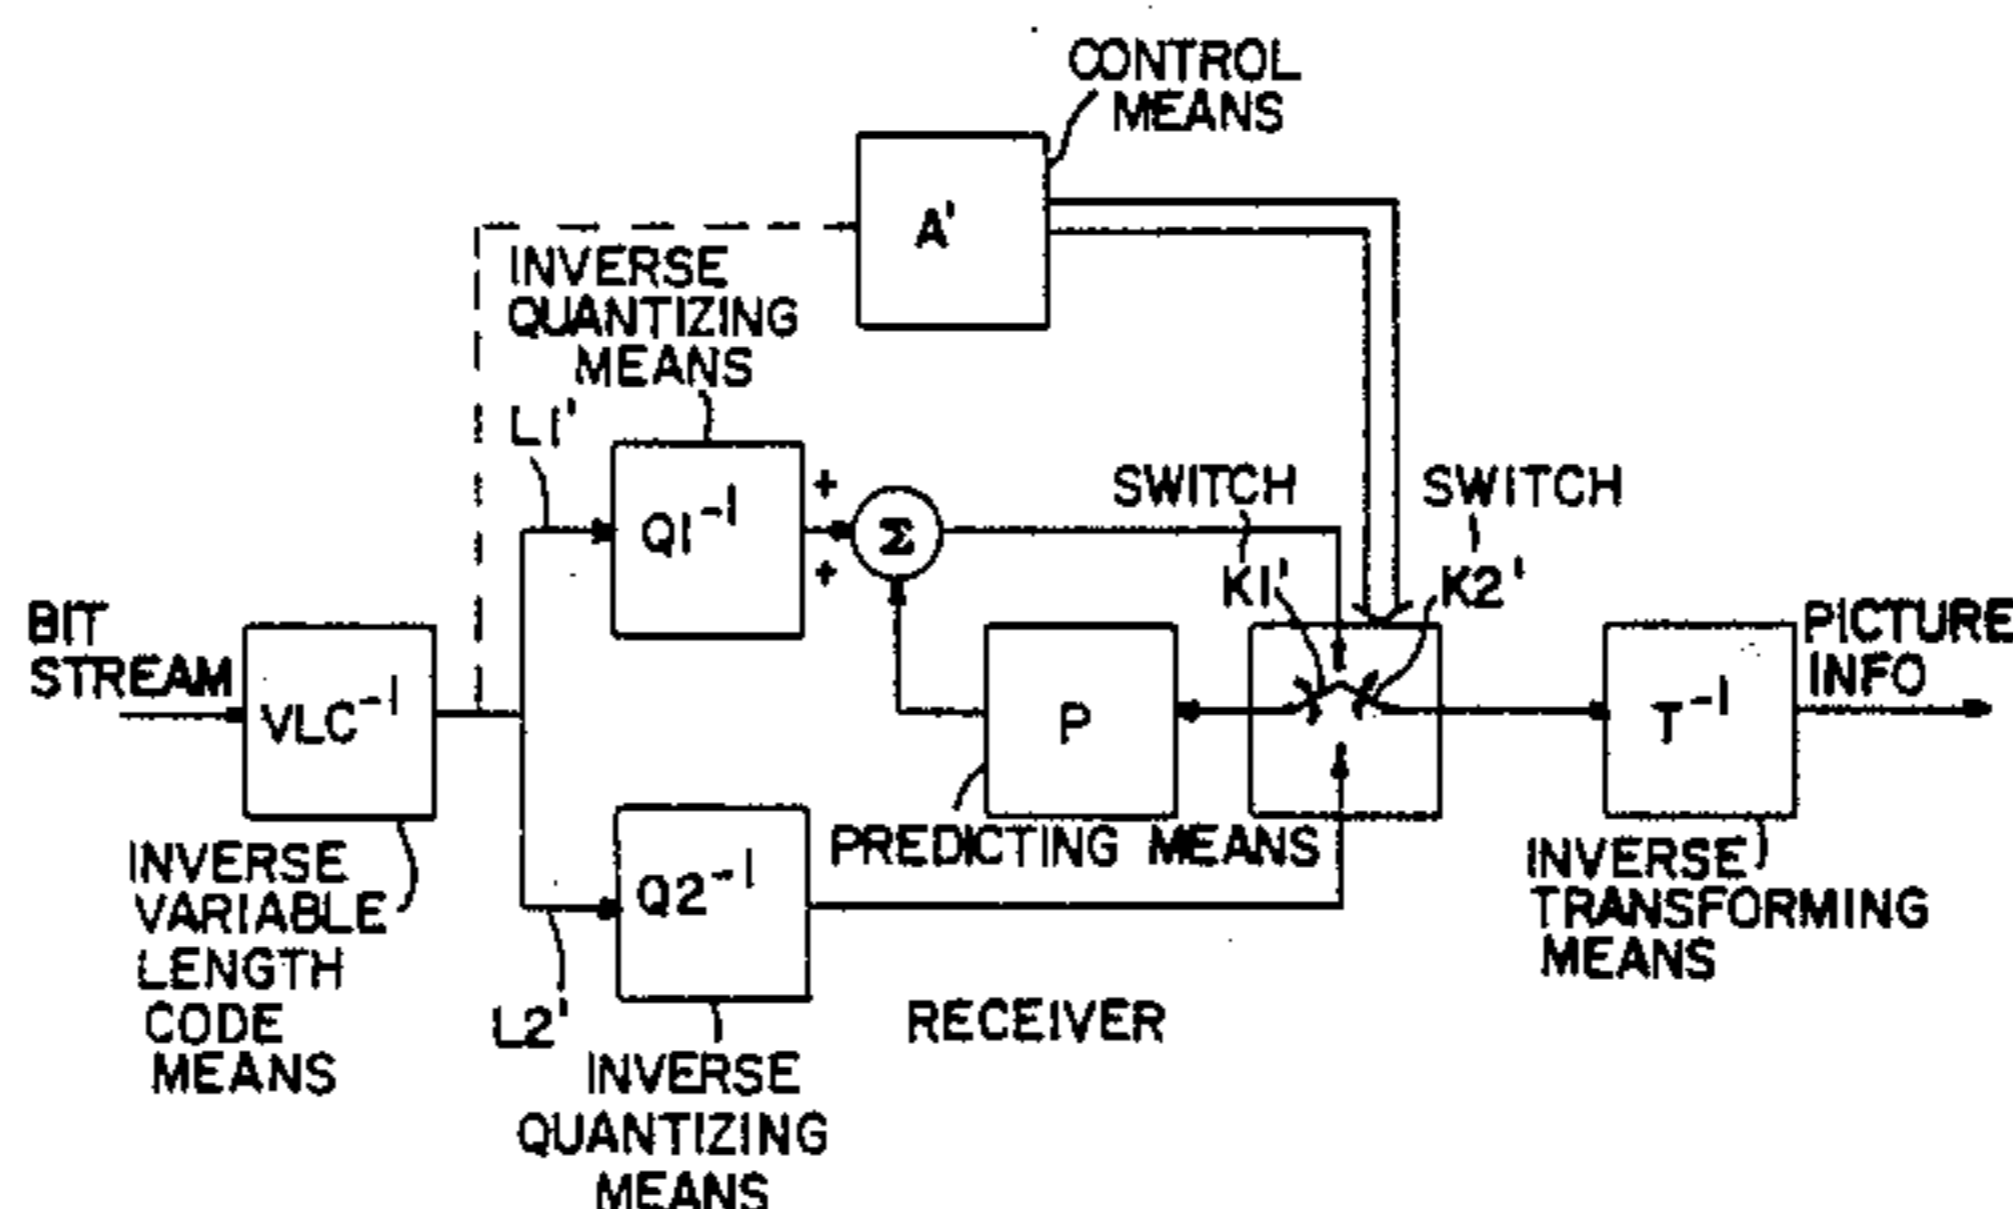 CONTROL
MEANS
A'
INVERSE
QUANTIZING
MEANS
L1'
Q1⁻¹
+
+
Σ
SWITCH
K1'
SWITCH
K2'
BIT
STREAM
VLC⁻¹
P
T⁻¹
PICTURE
INFO
INVERSE
VARIABLE
LENGTH
CODE
MEANS
PREDICTING MEANS
Q2⁻¹
L2'
INVERSE
QUANTIZING
MEANS
RECEIVER
INVERSE
TRANSFORMING
MEANS